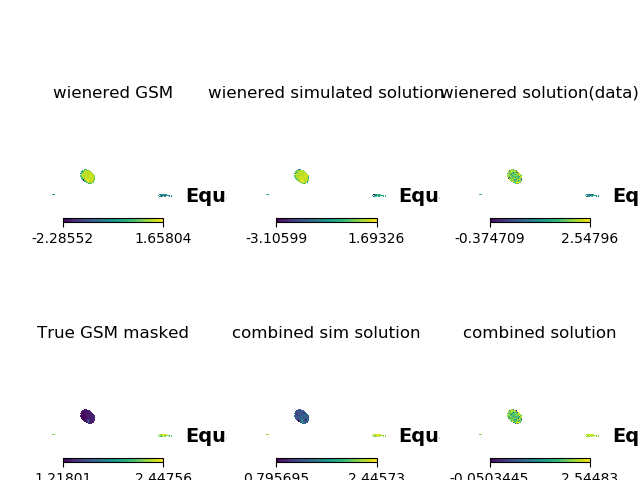 wienered GSM
wienered simulated solution
wienered solution(data)
Equ
Equ
Eq
-2.28552 1.65804
-3.10599 1.69326
-0.374709 2.54796
True GSM masked
combined sim solution
combined solution
Equ
Equ
Eq
1.21801 2.44756
0.795695 2.44573
-0.0503445 2.54483